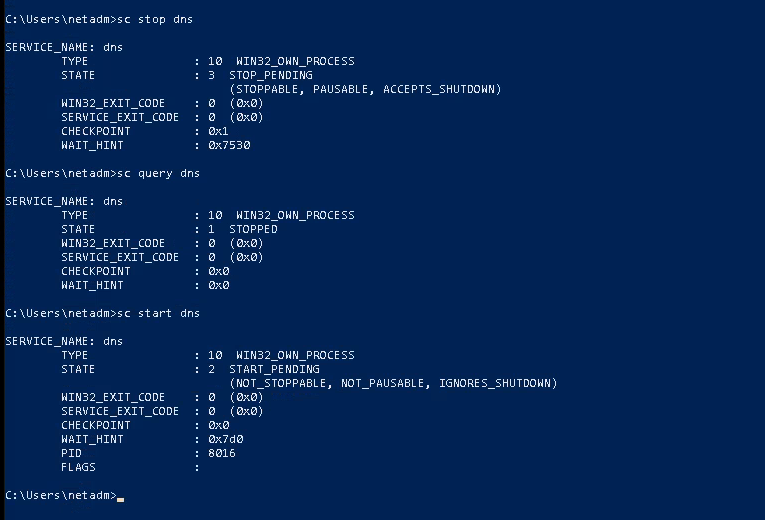 C:\Users\netadm>sc stop dns
SERVICE_NAME: dns
TYPE : 10 WIN32_OWN_PROCESS
STATE : 3 STOP_PENDING
(STOPPABLE, PAUSABLE, ACCEPTS_SHUTDOWN)
WIN32_EXIT_CODE : 0 (0x0)
SERVICE_EXIT_CODE : 0 (0x0)
CHECKPOINT : 0x1
WAIT_HINT : 0x7530
C:\Users\netadm>sc query dns
SERVICE_NAME: dns
TYPE : 10 WIN32_OWN_PROCESS
STATE : 1 STOPPED
WIN32_EXIT_CODE : 0 (0x0)
SERVICE_EXIT_CODE : 0 (0x0)
CHECKPOINT : 0x0
WAIT_HINT : 0x0
C:\Users\netadm>sc start dns
SERVICE_NAME: dns
TYPE : 10 WIN32_OWN_PROCESS
STATE : 2 START_PENDING
(NOT_STOPPABLE, NOT_PAUSABLE, IGNORES_SHUTDOWN)
WIN32_EXIT_CODE : 0 (0x0)
SERVICE_EXIT_CODE : 0 (0x0)
CHECKPOINT : 0x0
WAIT_HINT : 0x7d0
PID : 8016
FLAGS :
C:\Users\netadm>